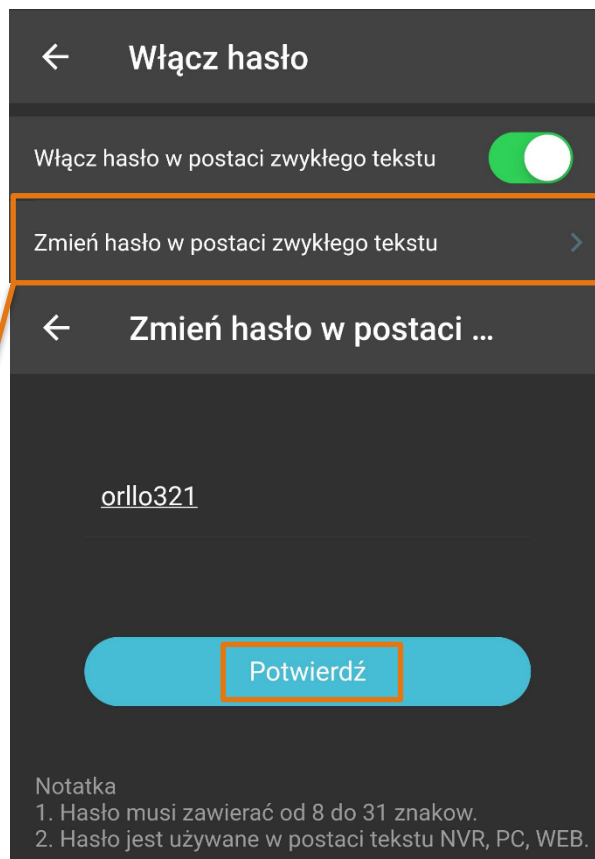 Włącz hasło
Włącz hasło w postaci zwykłego tekstu
Zmień hasło w postaci zwykłego tekstu
Zmień hasło w postaci ...
orllo321
Potwierdź
Notatka
1. Hasło musi zawierać od 8 do 31 znakow.
2. Hasło jest używane w postaci tekstu NVR, PC, WEB.